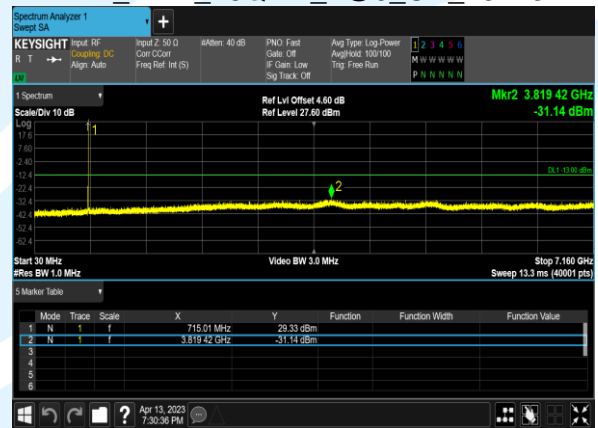 Spectrum Analyzer 1
Swept SA
KEYSIGHT Input: RF Input Z: 50 Ω #Atten: 40 dB PNO: Fast Avg Type: Log-Power 1 2 3 4 5 6
R T Coupling: DC Corr CCorr Gate: Off Avg|Hold: 100/100 M W W W W W
Align: Auto Freq Ref: Int (S) IF Gain: Low Trig: Free Run
Sig Track: Off P N N N N N
1 Spectrum Ref Lvl Offset 4.60 dB Mkr2 3.819 42 GHz
Scale/Div 10 dB Ref Level 27.60 dBm -31.14 dBm
Log
17.6
7.60
-2.40
-12.4
-22.4
-32.4
-42.4
-52.4
-62.4
1
DL1 -13.00 dBm
2
Start 30 MHz Video BW 3.0 MHz Stop 7.160 GHz
#Res BW 1.0 MHz Sweep 13.3 ms (40001 pts)
5 Marker Table
Mode Trace Scale X Y Function Function Width Function Value
1 N 1 f 715.01 MHz 29.33 dBm
2 N 1 f 3.819 42 GHz -31.14 dBm
3
4
5
6
? Apr 13, 2023
7:30:36 PM